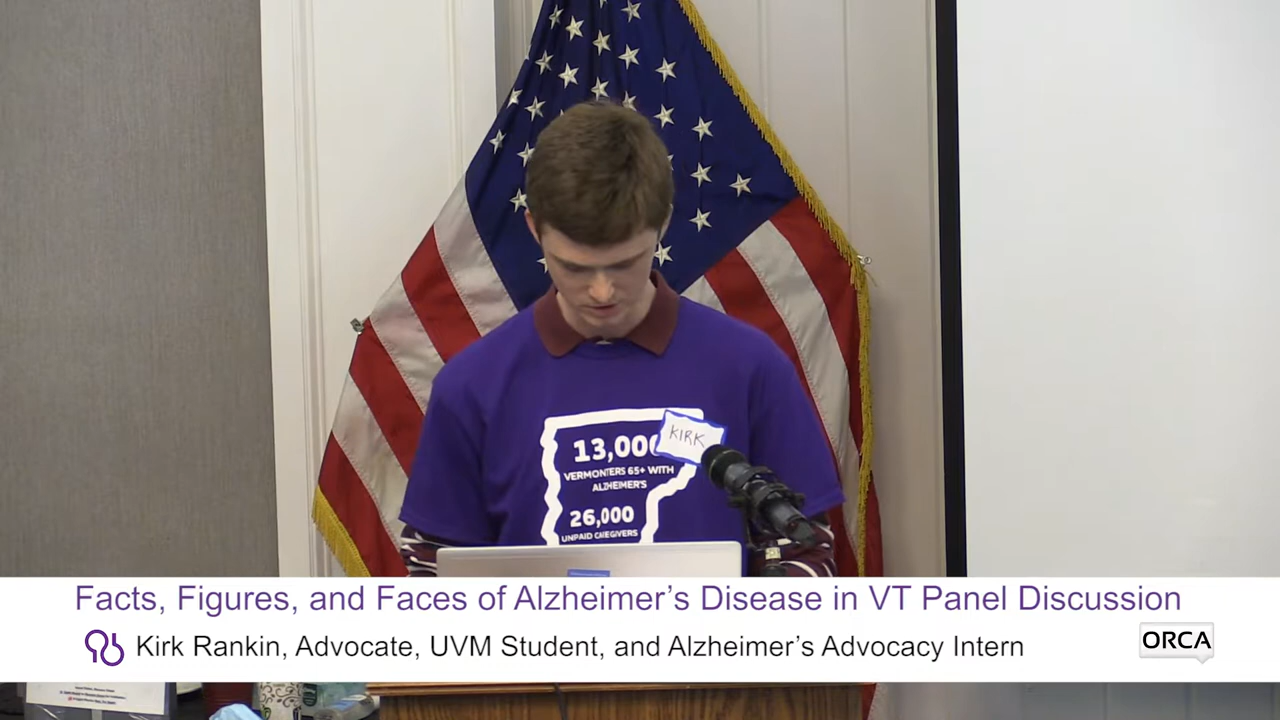 13,000
KIRK
VERMONTERS 65+ WITH
ALZHEIMER'S
26,000
UNPAID CAREGIVERS
Facts, Figures, and Faces of Alzheimer's Disease in VT Panel Discussion
Kirk Rankin, Advocate, UVM Student, and Alzheimer's Advocacy Intern
ORCA